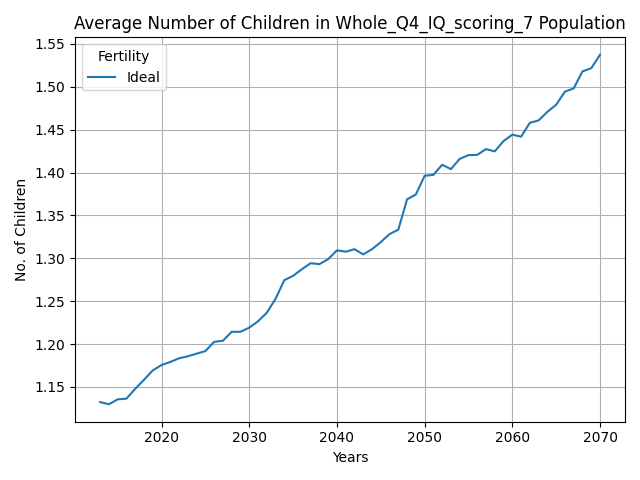 Average Number of Children in Whole_Q4_IQ_scoring_7 Population
Fertility
Ideal
No. of Children
1.55
1.50
1.45
1.40
1.35
1.30
1.25
1.20
1.15
2020 2030 2040 2050 2060 2070
Years